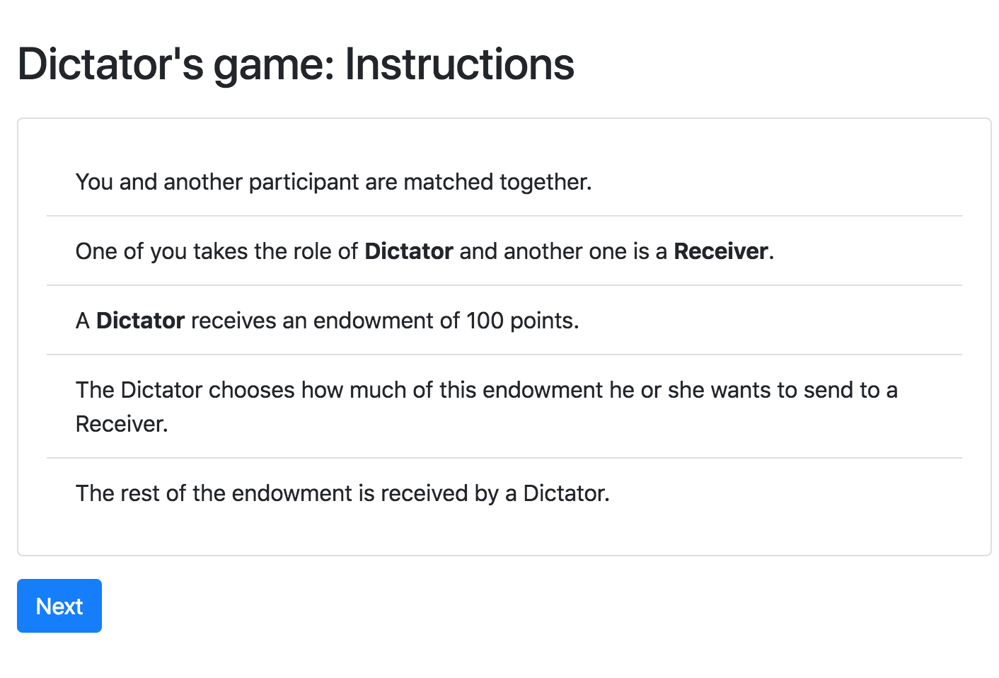 Dictator's game: Instructions
You and another participant are matched together.
One of you takes the role of Dictator and another one is a Receiver.
A Dictator receives an endowment of 100 points.
The Dictator chooses how much of this endowment he or she wants to send to a
Receiver.
The rest of the endowment is received by a Dictator.
Next